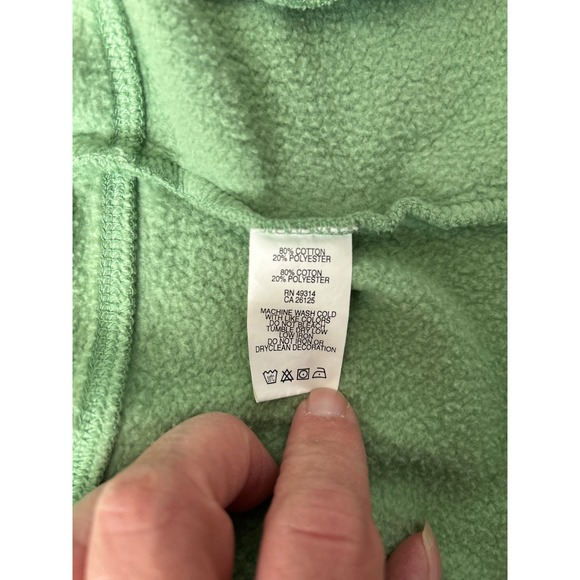 80% COTTON
20% POLYESTER
80% COTON
20% POLYESTER
RN 49314
CA 26125
MACHINE WASH COLD
WITH LIKE COLORS
DO NOT BLEACH
TUMBLE DRY LOW
LOW IRON
DO NOT IRON OR
DRYCLEAN DECORATION